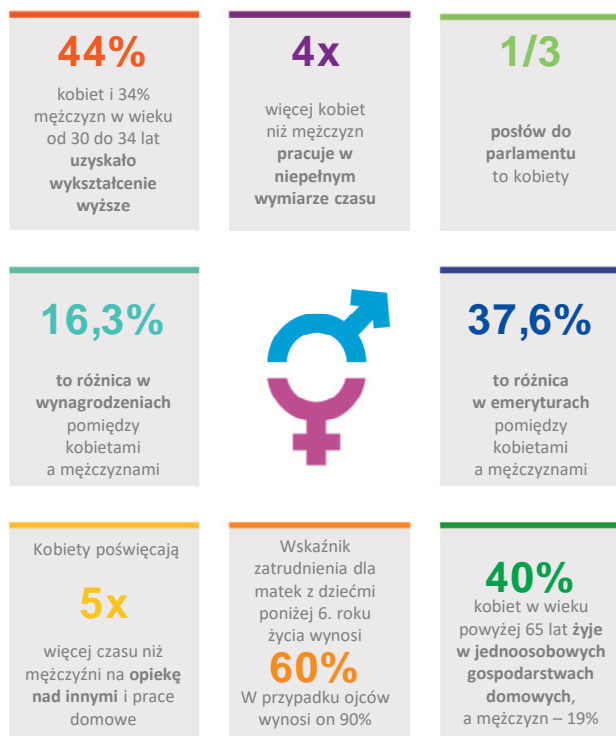 44%
kobiet i 34%
mężczyzn w wieku
od 30 do 34 lat
uzyskało
wykształcenie
wyższe
4x
więcej kobiet
niż mężczyzn
pracuje w
niepełnym
wymiarze czasu
1/3
posłów do
parlamentu
to kobiety
16,3%
to różnica w
wynagrodzeniach
pomiędzy
kobietami
a mężczyznami
37,6%
to różnica
w emeryturach
pomiędzy
kobietami
a mężczyznami
Kobiety poświęcają
5x
więcej czasu niż
mężczyźni na opiekę
nad innymi i prace
domowe
Wskaźnik
zatrudnienia dla
matek z dziećmi
poniżej 6. roku
życia wynosi
60%
W przypadku ojców
wynosi on 90%
40%
kobiet w wieku
powyżej 65 lat żyje
w jednoosobowych
gospodarstwach
domowych,
a mężczyzn – 19%